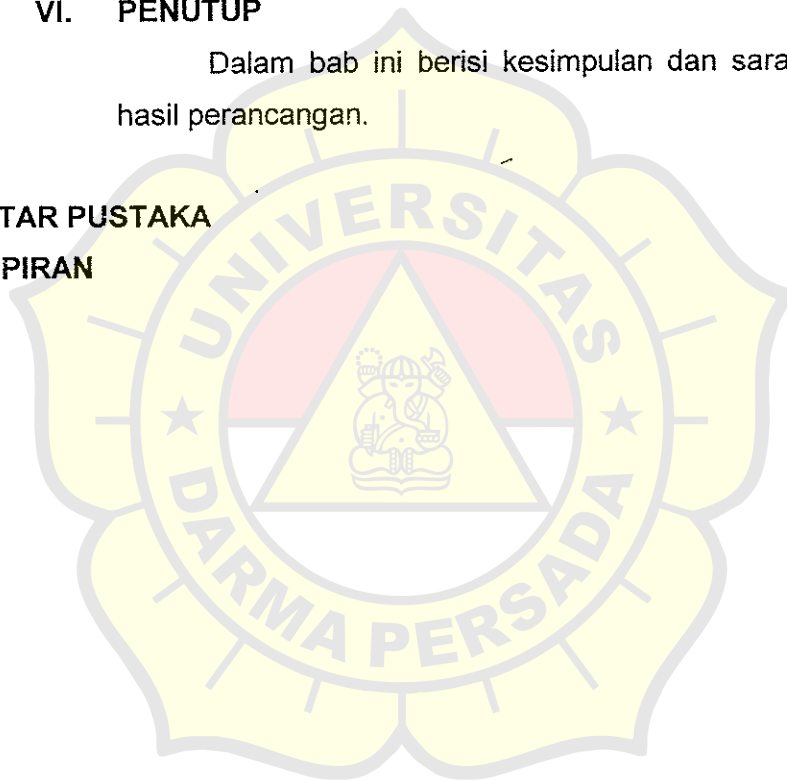 VI. PENUTUP
Dalam bab ini berisi kesimpulan dan sara
hasil perancangan.
TAR PUSTAKA
PIRAN
UNIVERSITAS
DARMA PERSADA